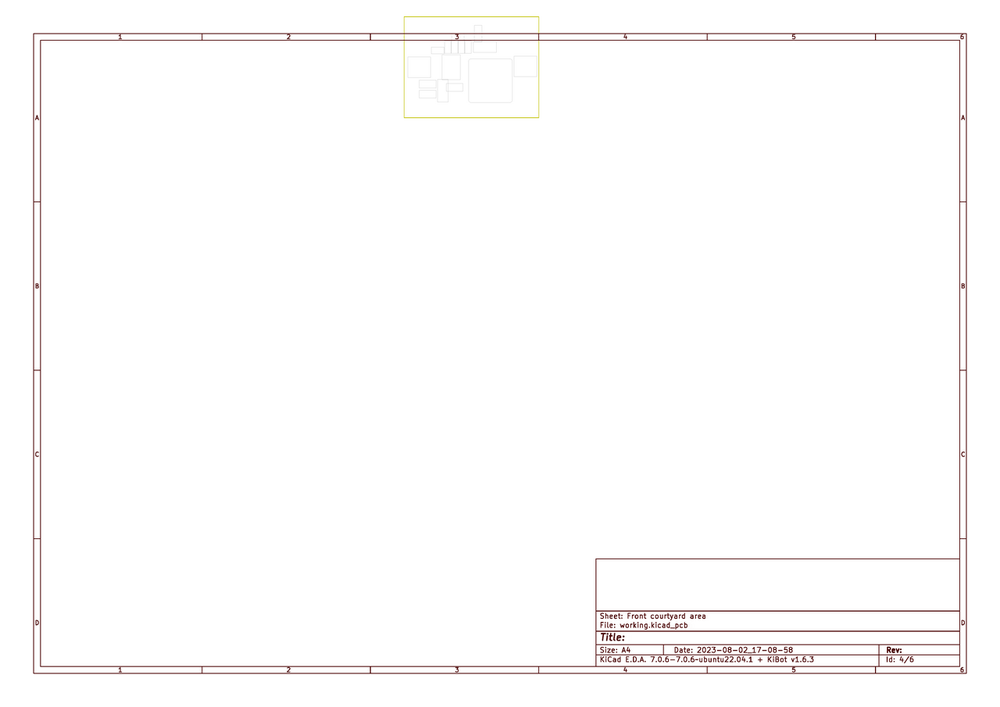 1 2 3 4 5 6
A A
B B
C C
D D
Sheet: Front courtyard area
File: working.kicad_pcb
Title:
Size: A4 Date: 2023-08-02_17-08-58 Rev:
KiCad E.D.A. 7.0.6-7.0.6~ubuntu22.04.1 + KiBot v1.6.3 Id: 4/6
1 2 3 4 5 6